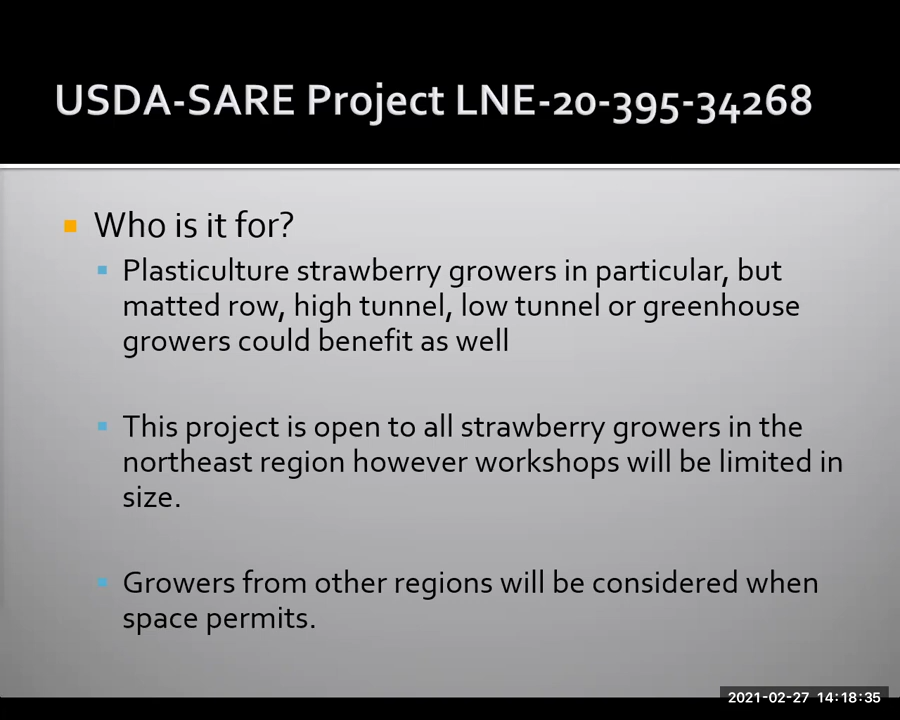 USDA-SARE Project LNE-20-395-34268
Who is it for?
Plasticulture strawberry growers in particular, but
matted row, high tunnel, low tunnel or greenhouse
growers could benefit as well
This project is open to all strawberry growers in the
northeast region however workshops will be limited in
size.
Growers from other regions will be considered when
space permits.
2021-02-27 14:18:35